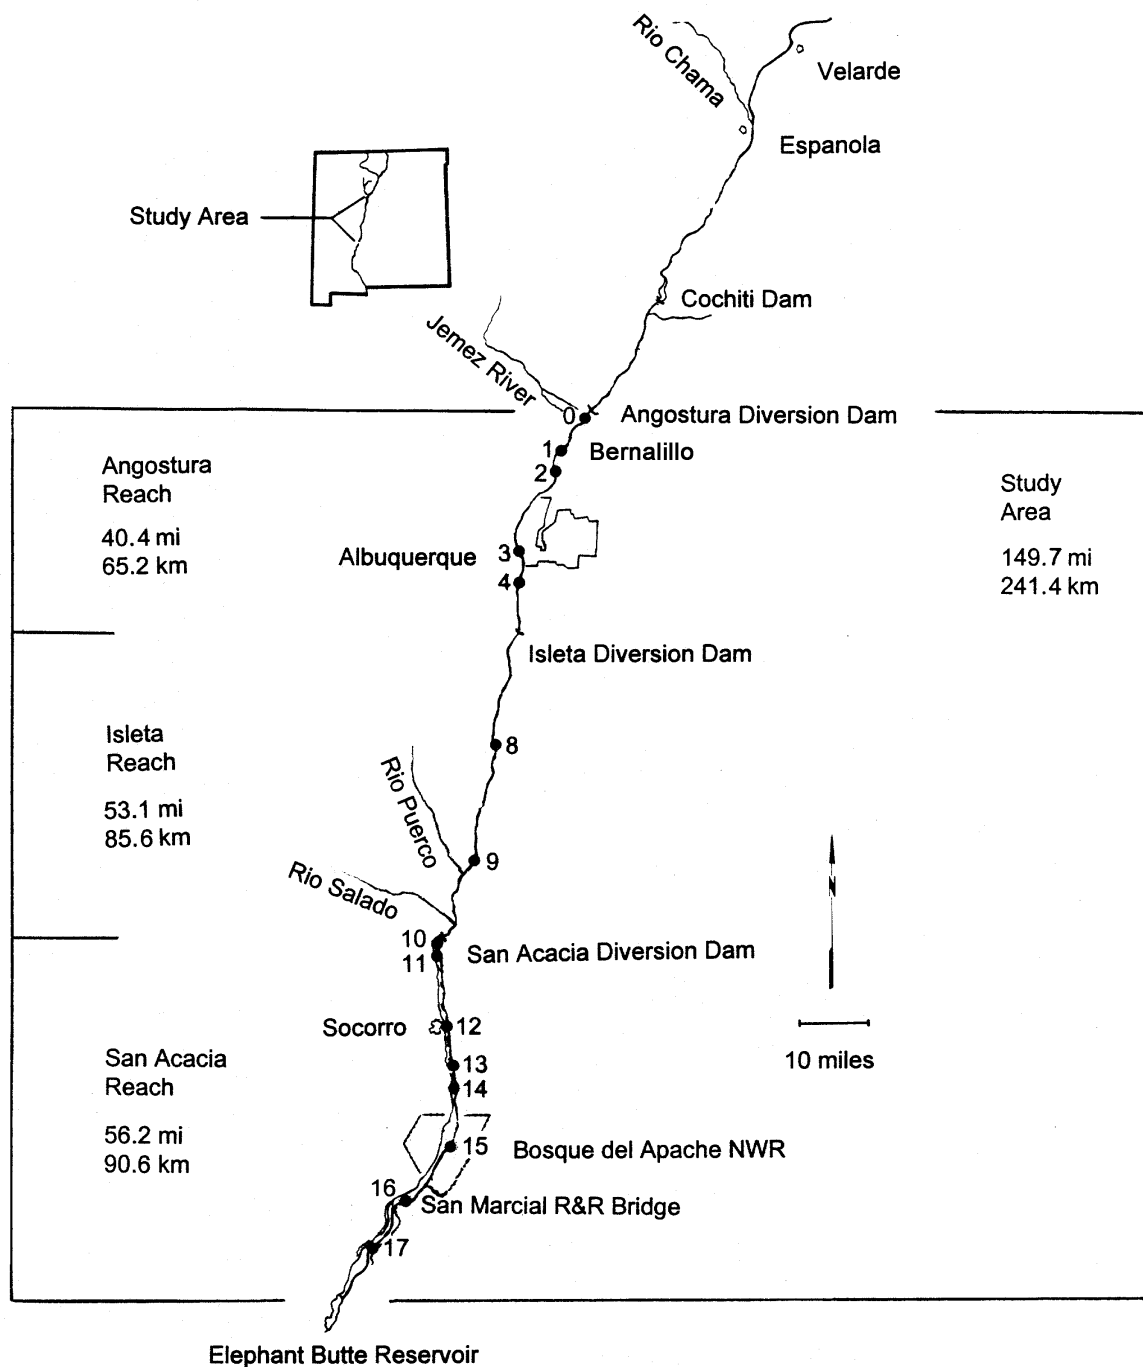 Rio Chama
Velarde
Espanola
Study Area
Cochiti Dam
Jemez River
0
Angostura Diversion Dam
1
Bernalillo
2
Angostura
Reach
40.4 mi
65.2 km
Study
Area
149.7 mi
241.4 km
3
Albuquerque
4
Isleta Diversion Dam
Isleta
Reach
53.1 mi
85.6 km
8
Rio Puerco
9
Rio Salado
N
10
11
San Acacia Diversion Dam
Socorro
12
10 miles
13
14
San Acacia
Reach
56.2 mi
90.6 km
15
Bosque del Apache NWR
16
San Marcial R&R Bridge
17
Elephant Butte Reservoir